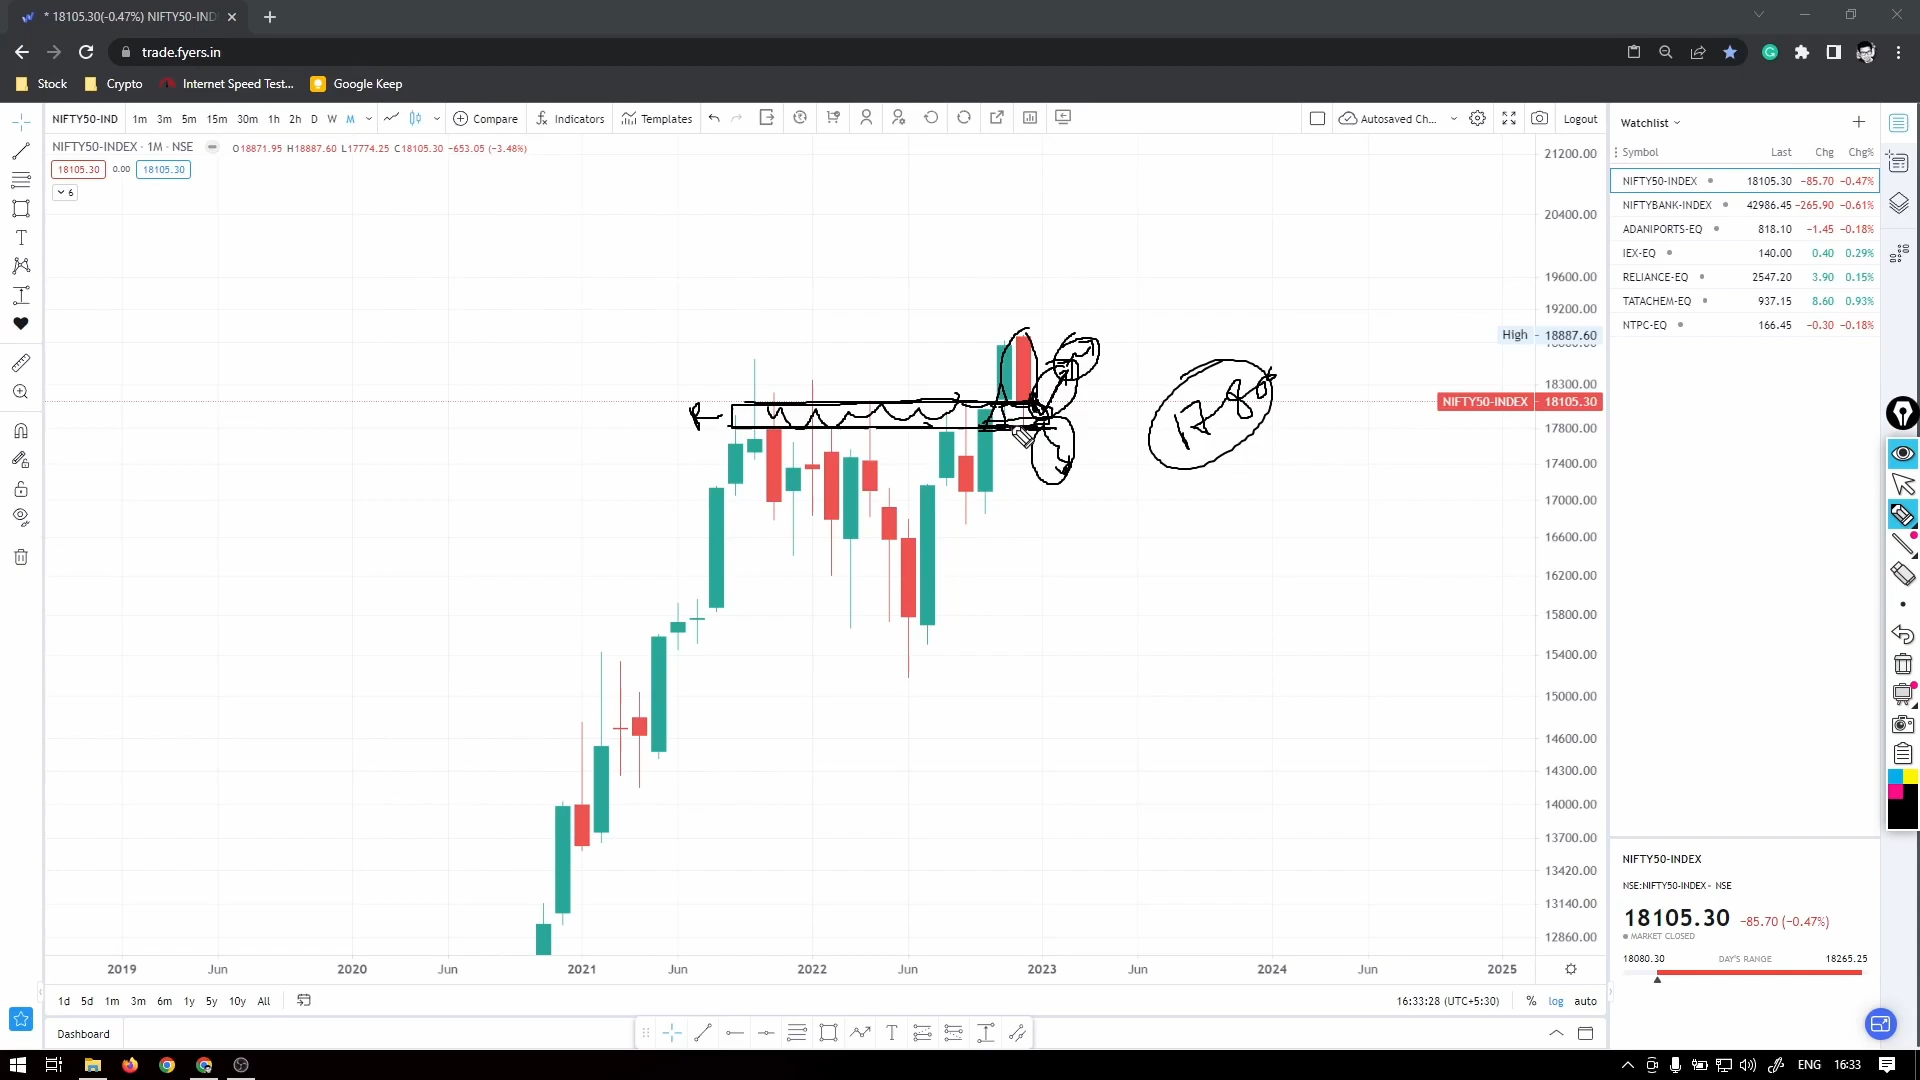 * 18105.30(-0.47%) NIFTY50-IND
trade.fyers.in
Stock Crypto Internet Speed Test... Google Keep
NIFTY50-IND 1m 3m 5m 15m 30m 1h 2h D W M Compare Indicators Templates Autosaved Ch... Logout
NIFTY50-INDEX · 1M · NSE O18871.95 H18887.60 L17774.25 C18105.30 −653.05 (−3.48%)
18105.30 0.00 18105.30
6
21200.00
20400.00
19600.00
19200.00
High 18887.60
18300.00
NIFTY50-INDEX 18105.30
17800.00
17400.00
17000.00
16600.00
16200.00
15800.00
15400.00
15000.00
14600.00
14300.00
14000.00
13700.00
13420.00
13140.00
12860.00
2019 Jun 2020 Jun 2021 Jun 2022 Jun 2023 Jun 2024 Jun 2025
1d 5d 1m 3m 6m 1y 5y 10y All
16:33:28 (UTC+5:30) % log auto
Dashboard
Watchlist
Symbol Last Chg Chg%
NIFTY50-INDEX 18105.30 −85.70 −0.47%
NIFTYBANK-INDEX 42986.45 −265.90 −0.61%
ADANIPORTS-EQ 818.10 −1.45 −0.18%
IEX-EQ 140.00 0.40 0.29%
RELIANCE-EQ 2547.20 3.90 0.15%
TATACHEM-EQ 937.15 8.60 0.93%
NTPC-EQ 166.45 −0.30 −0.18%
NIFTY50-INDEX
NSE:NIFTY50-INDEX - NSE
18105.30 −85.70 (−0.47%)
MARKET CLOSED
18080.30 DAY'S RANGE 18265.25
ENG 16:33